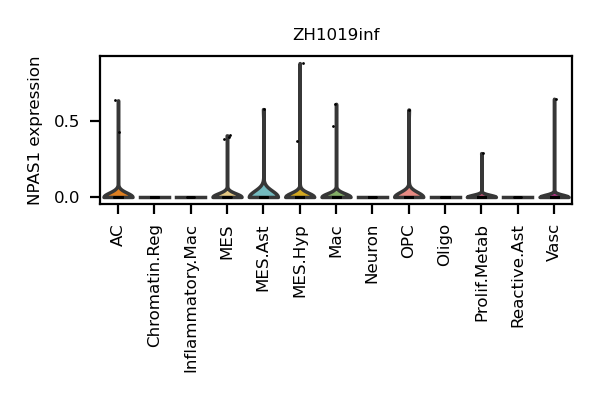 ZH1019inf
NPAS1 expression
0.5
0.0
AC
Chromatin.Reg
Inflammatory.Mac
MES
MES.Ast
MES.Hyp
Mac
Neuron
OPC
Oligo
Prolif.Metab
Reactive.Ast
Vasc